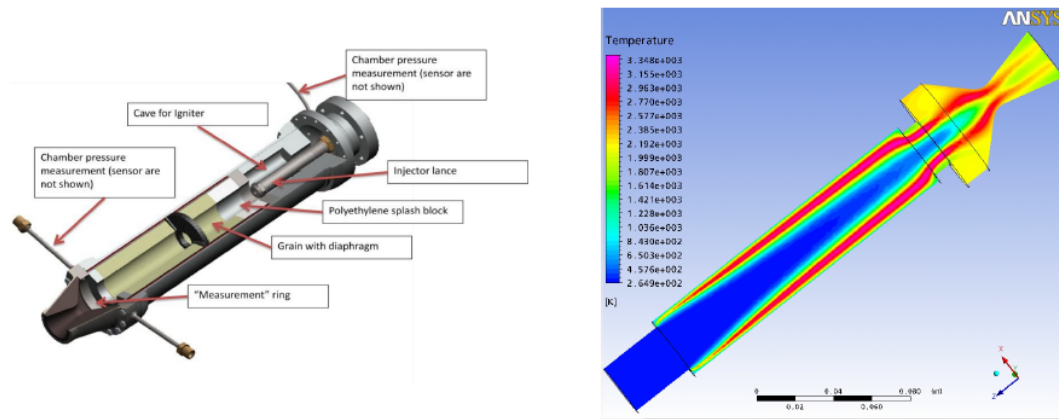 Chamber pressure
measurement (sensor are
not shown)
Cave for Igniter
Chamber pressure
measurement (sensor are
not shown)
Injector lance
Polyethylene splash block
Grain with diaphragm
"Measurement" ring
ANSYS
Temperature
3.348e+003
3.155e+003
2.963e+003
2.770e+003
2.577e+003
2.385e+003
2.192e+003
1.999e+003
1.807e+003
1.614e+003
1.421e+003
1.228e+003
1.036e+003
8.430e+002
6.503e+002
4.576e+002
2.649e+002
[K]
0 0.04 0.080 (m)
0.02 0.060
X
Y
Z